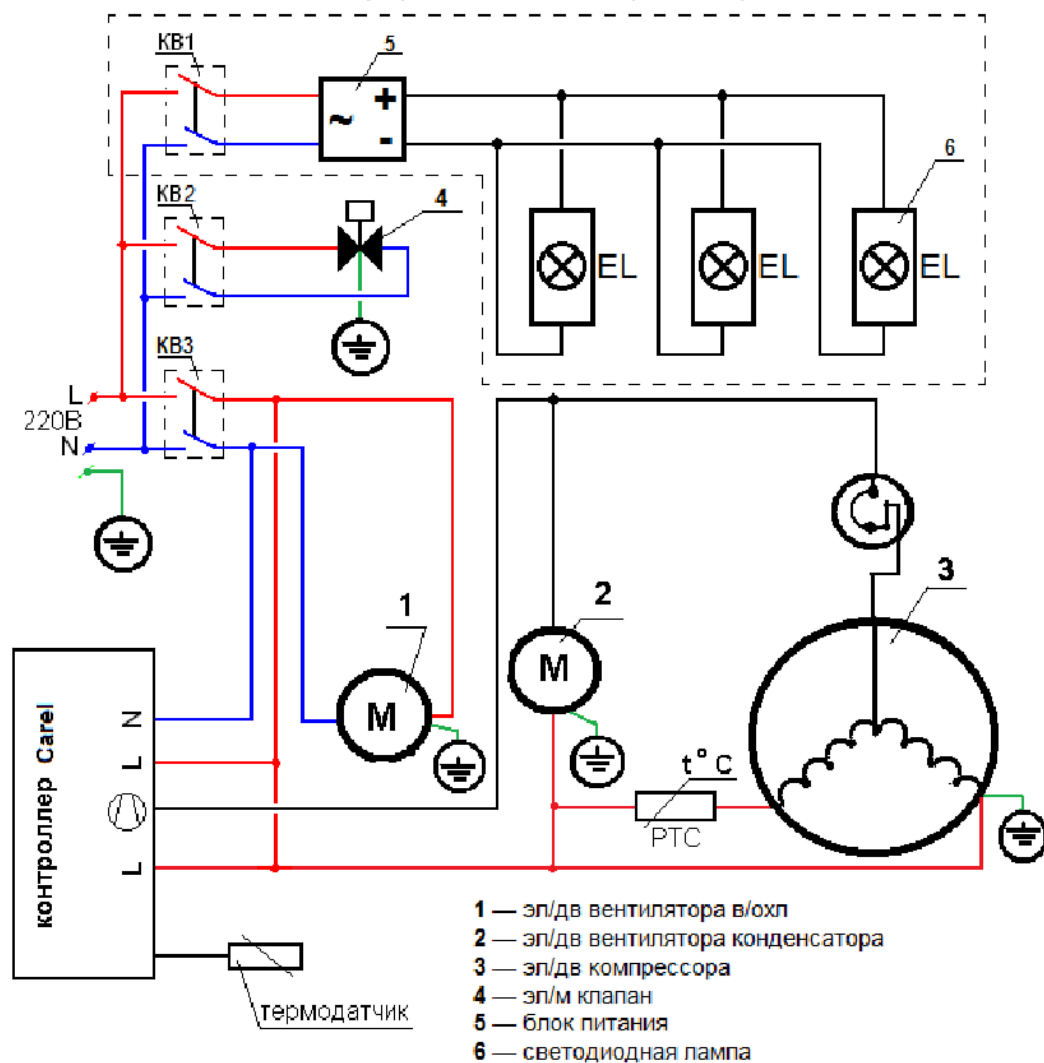 КВ1
5
+
~
-
КВ2
4
6
EL
EL
EL
КВ3
L
220В
N
1
2
3
M
M
контроллер Carel
N
L
L
t°C
PTC
термодатчик
1 — эл/дв вентилятора в/охл
2 — эл/дв вентилятора конденсатора
3 — эл/дв компрессора
4 — эл/м клапан
5 — блок питания
6 — светодиодная лампа